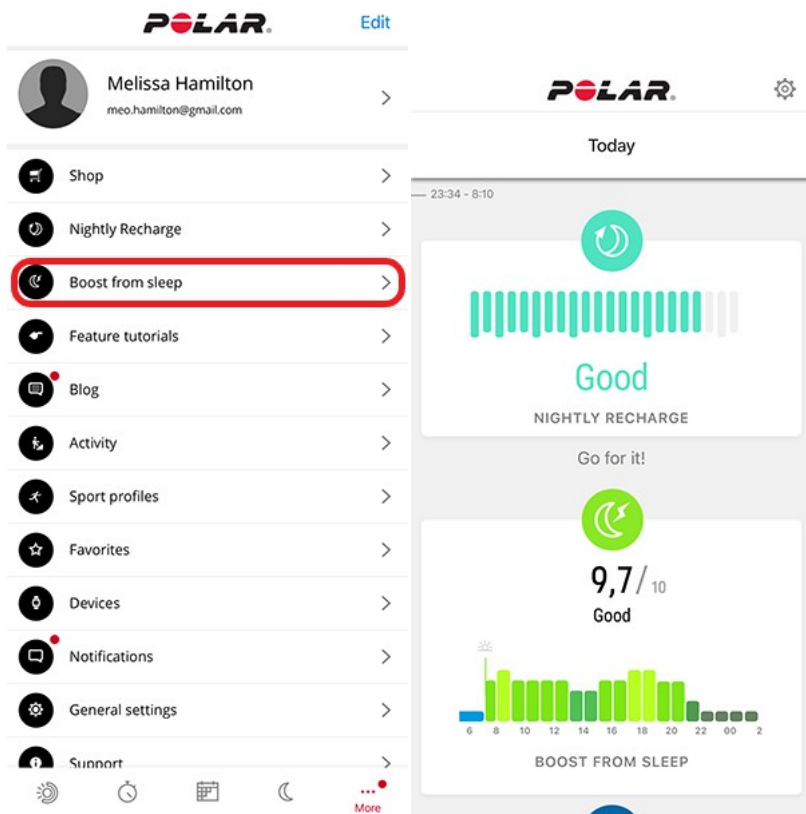 POLAR.
Edit
Melissa Hamilton
meo.hamilton@gmail.com
Shop
Nightly Recharge
Boost from sleep
Feature tutorials
Blog
Activity
Sport profiles
Favorites
Devices
Notifications
General settings
Support
More
POLAR.
Today
23:34 - 8:10
Good
NIGHTLY RECHARGE
Go for it!
9,7/ 10
Good
6 8 10 12 14 16 18 20 22 00 2
BOOST FROM SLEEP